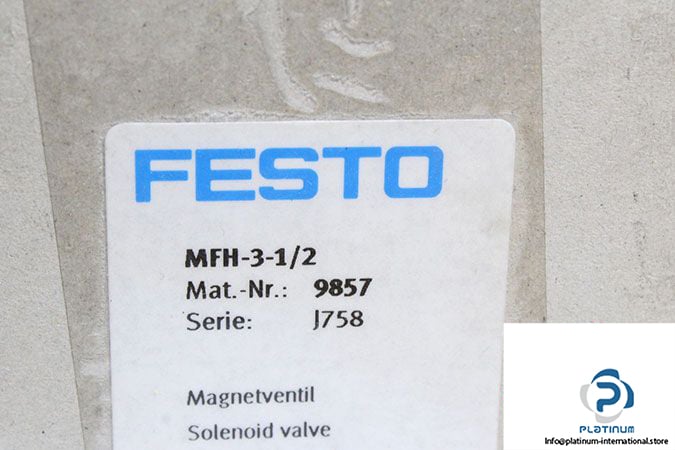 FESTO
MFH-3-1/2
Mat.-Nr.: 9857
Serie: J758
Magnetventil
Solenoid valve
PLATINUM
Info@platinum-international.store